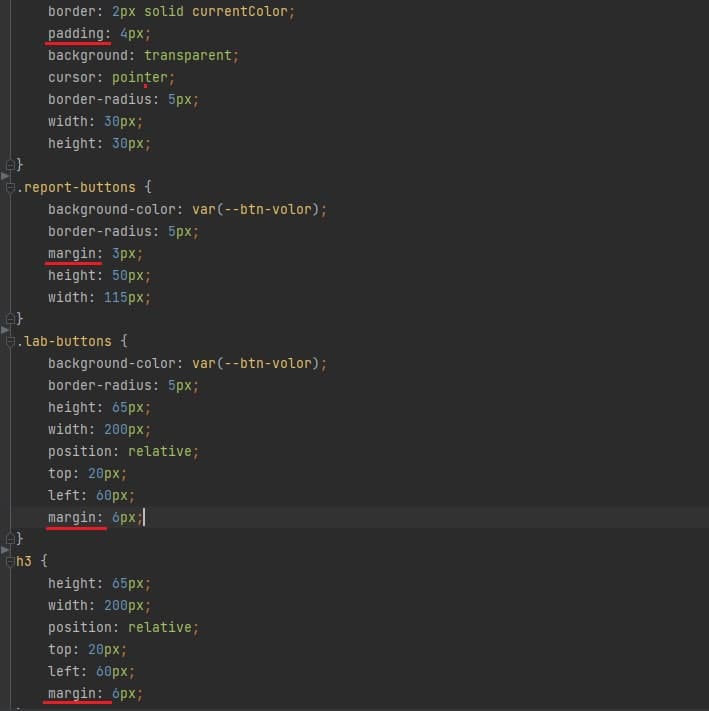 border: 2px solid currentColor;
padding: 4px;
background: transparent;
cursor: pointer;
border-radius: 5px;
width: 30px;
height: 30px;
}
.report-buttons {
background-color: var(--btn-volor);
border-radius: 5px;
margin: 3px;
height: 50px;
width: 115px;
}
.lab-buttons {
background-color: var(--btn-volor);
border-radius: 5px;
height: 65px;
width: 200px;
position: relative;
top: 20px;
left: 60px;
margin: 6px;
}
h3 {
height: 65px;
width: 200px;
position: relative;
top: 20px;
left: 60px;
margin: 6px;